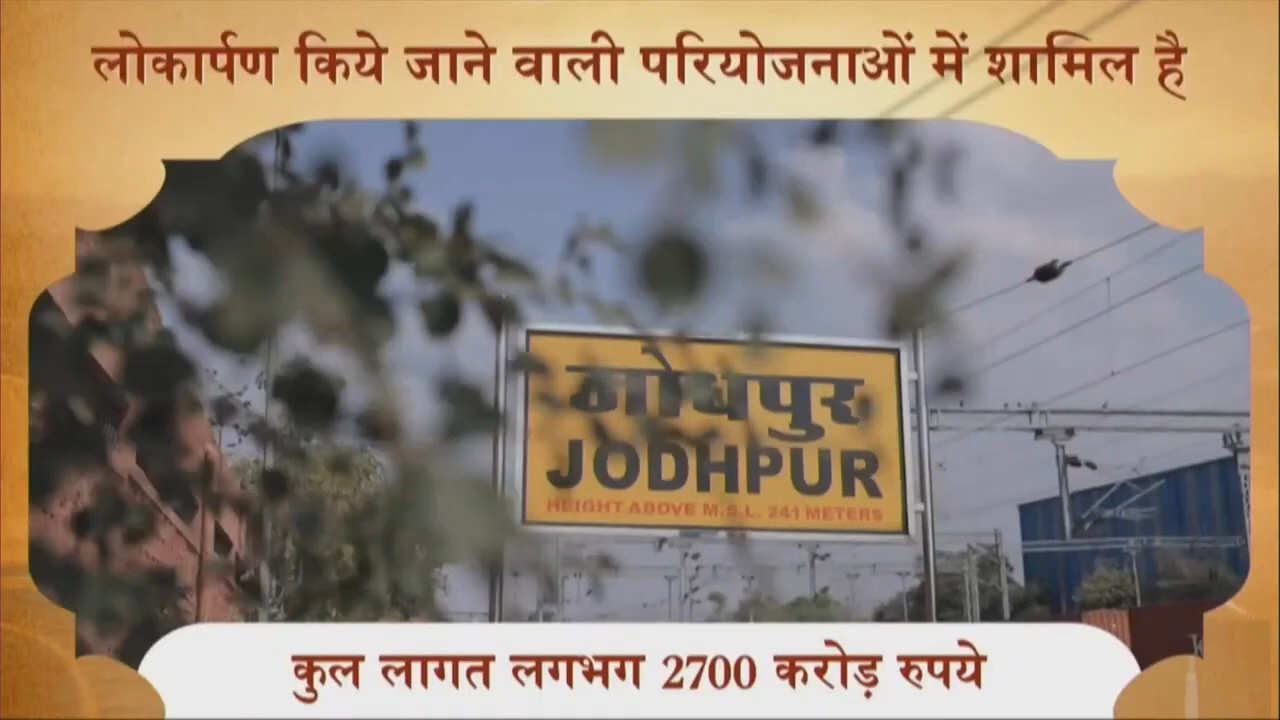 लोकार्पण किये जाने वाली परियोजनाओं में शामिल है
जोधपुर
JODHPUR
HEIGHT ABOVE M.S.L. 241 METERS
कुल लागत लगभग 2700 करोड़ रुपये